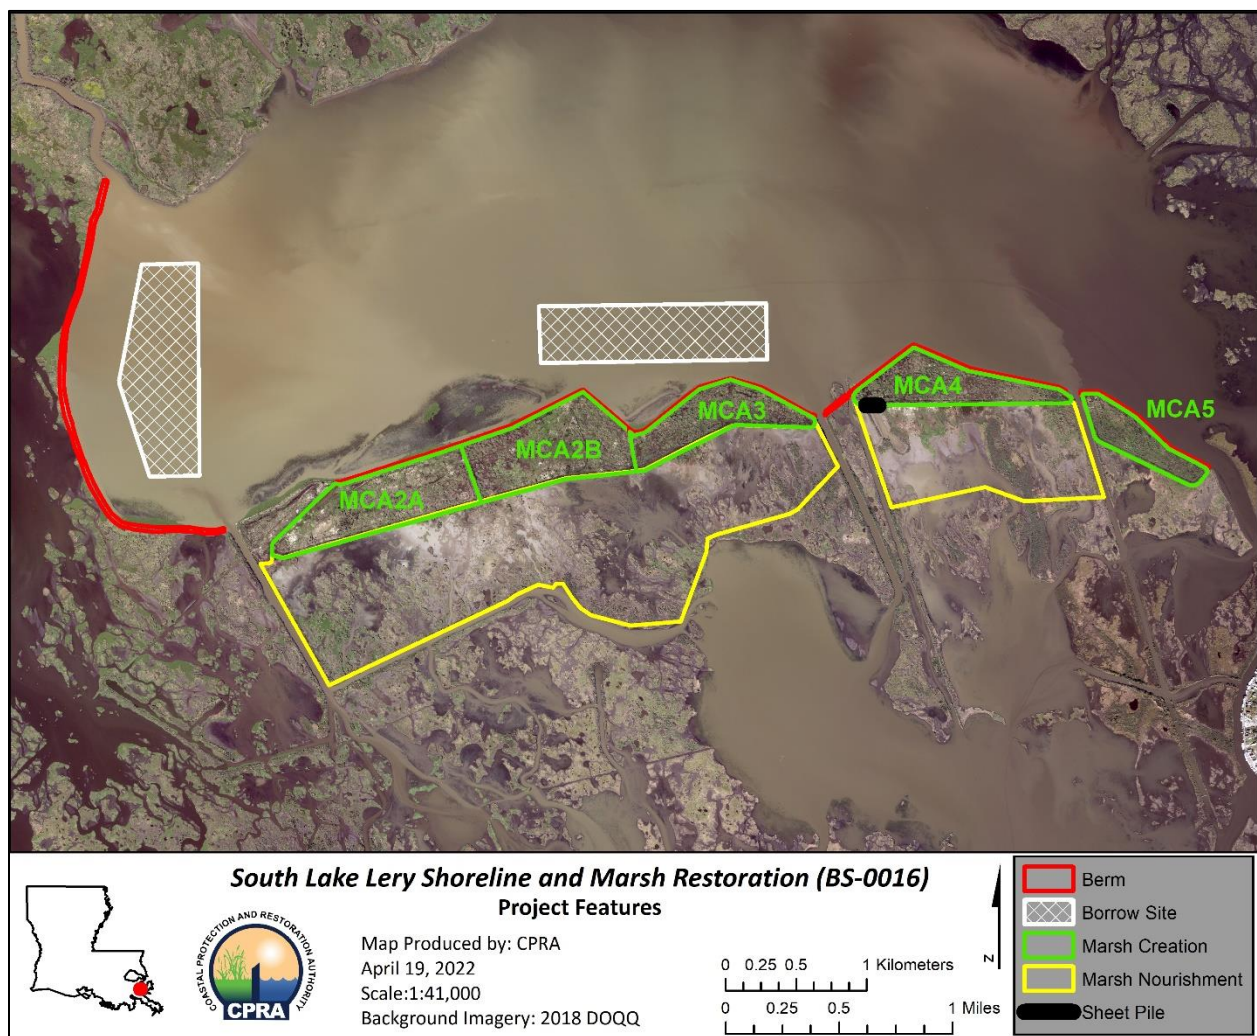 MCA4
MCA5
MCA3
MCA2B
MCA2A
South Lake Lery Shoreline and Marsh Restoration (BS-0016)
Project Features
COASTAL PROTECTION AND RESTORATION AUTHORITY
CPRA
Map Produced by: CPRA
April 19, 2022
Scale:1:41,000
Background Imagery: 2018 DOQQ
0 0.25 0.5 1 Kilometers
0 0.25 0.5 1 Miles
N
Berm
Borrow Site
Marsh Creation
Marsh Nourishment
Sheet Pile